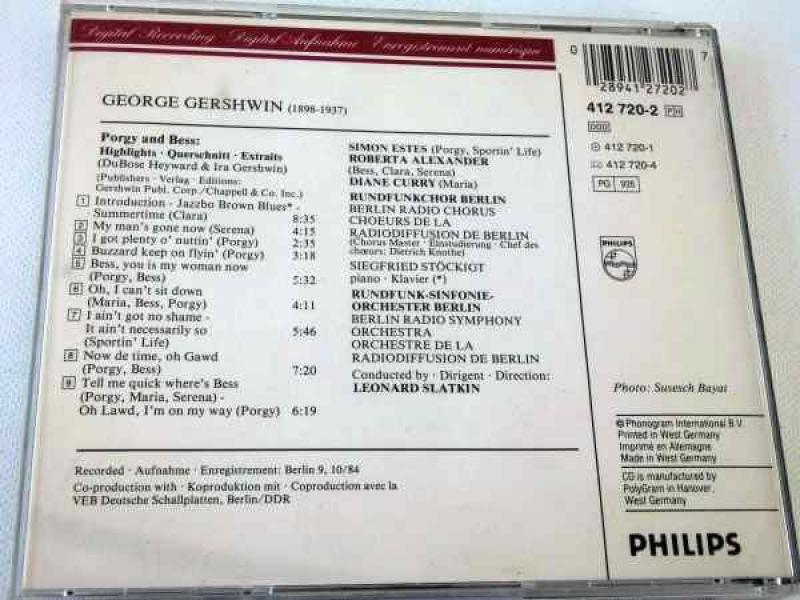 Digital Recording · Digital Aufnahme · Enregistrement numérique
GEORGE GERSHWIN (1898-1937)
Porgy and Bess:
Highlights · Querschnitt · Extraits
(DuBose Heyward & Ira Gershwin)
(Publishers · Verlag · Editions:
Gershwin Publ. Corp./Chappell & Co. Inc.)
1 Introduction - Jazzbo Brown Blues* -
Summertime (Clara) 8:35
2 My man's gone now (Serena) 4:15
3 I got plenty o' nuttin' (Porgy) 2:35
4 Buzzard keep on flyin' (Porgy) 3:18
5 Bess, you is my woman now
(Porgy, Bess) 5:32
6 Oh, I can't sit down
(Maria, Bess, Porgy) 4:11
7 I ain't got no shame -
It ain't necessarily so
(Sportin' Life) 5:46
8 Now de time, oh Gawd
(Porgy, Bess) 7:20
9 Tell me quick where's Bess
(Porgy, Maria, Serena) -
Oh Lawd, I'm on my way (Porgy) 6:19
SIMON ESTES (Porgy, Sportin' Life)
ROBERTA ALEXANDER
(Bess, Clara, Serena)
DIANE CURRY (Maria)
RUNDFUNKCHOR BERLIN
BERLIN RADIO CHORUS
CHOEURS DE LA
RADIODIFFUSION DE BERLIN
(Chorus Master · Einstudierung · Chef des
chœurs: Dietrich Knothe)
SIEGFRIED STÖCKIGT
piano · Klavier (*)
RUNDFUNK-SINFONIE-
ORCHESTER BERLIN
BERLIN RADIO SYMPHONY
ORCHESTRA
ORCHESTRE DE LA
RADIODIFFUSION DE BERLIN
Conducted by · Dirigent · Direction:
LEONARD SLATKIN
Recorded · Aufnahme · Enregistrement: Berlin 9, 10/84
Co-production with · Koproduktion mit · Coproduction avec la
VEB Deutsche Schallplatten, Berlin/DDR
0 28941 27202 7
412 720-2 PH
DDD
412 720-1
412 720-4
PG 925
PHILIPS
Photo: Susesch Bayat
℗ Phonogram International B.V.
Printed in West Germany
Imprimé en Allemagne
Made in West Germany
CD is manufactured by
PolyGram in Hanover,
West Germany
PHILIPS